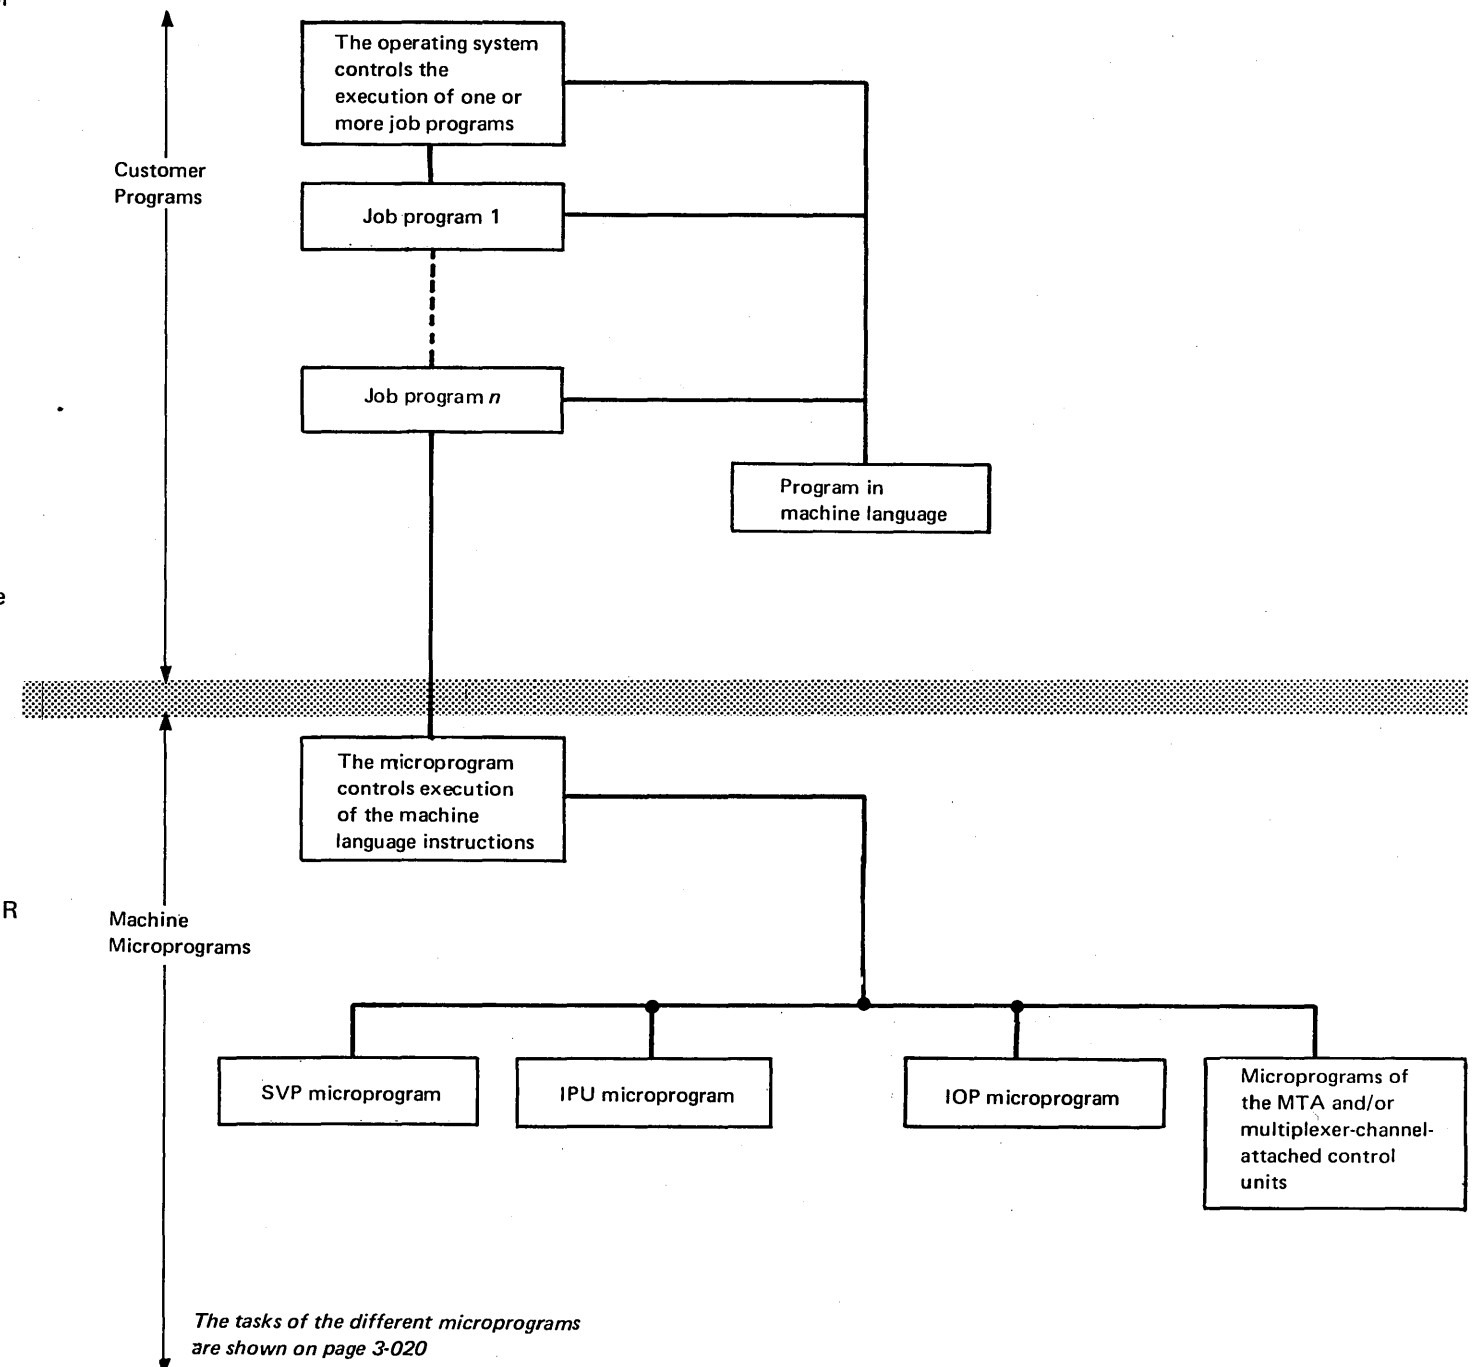 The operating system
controls the
execution of one or
more job programs
Customer
Programs
Job program 1
Job program n
Program in
machine language
e
The microprogram
controls execution
of the machine
language instructions
R
Machine
Microprograms
SVP microprogram
IPU microprogram
IOP microprogram
Microprograms of
the MTA and/or
multiplexer-channel-
attached control
units
The tasks of the different microprograms
are shown on page 3-020